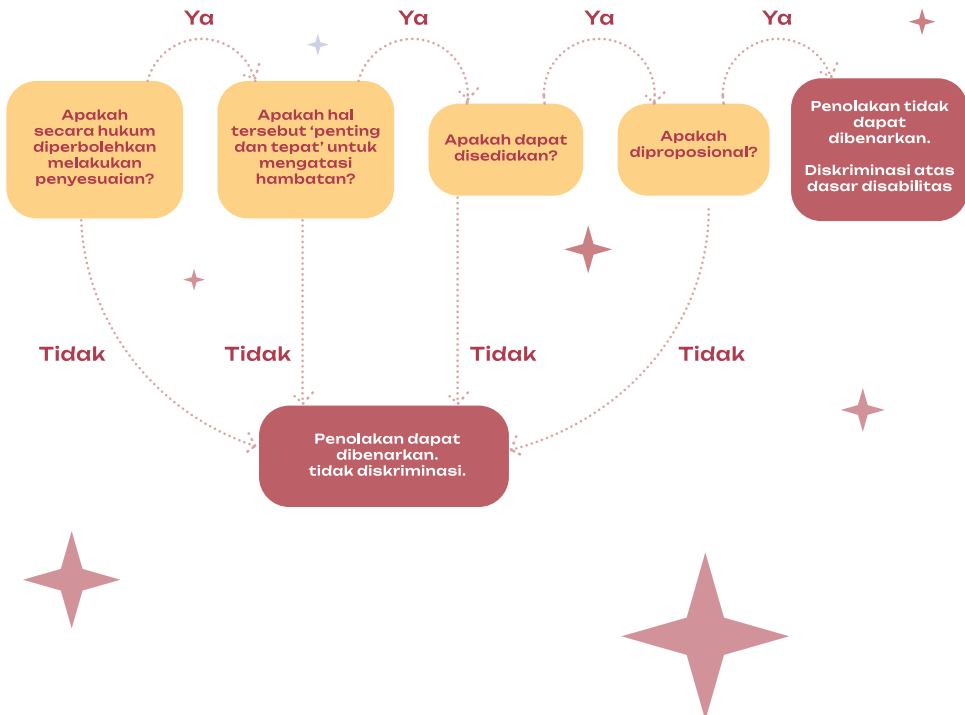 Ya
Ya
Ya
Ya
Apakah
secara hukum
diperbolehkan
melakukan
penyesuaian?
Apakah hal
tersebut ‘penting
dan tepat’ untuk
mengatasi
hambatan?
Apakah dapat
disediakan?
Apakah
diproposional?
Penolakan tidak
dapat
dibenarkan.
Diskriminasi atas
dasar disabilitas
Tidak
Tidak
Tidak
Tidak
Penolakan dapat
dibenarkan.
tidak diskriminasi.